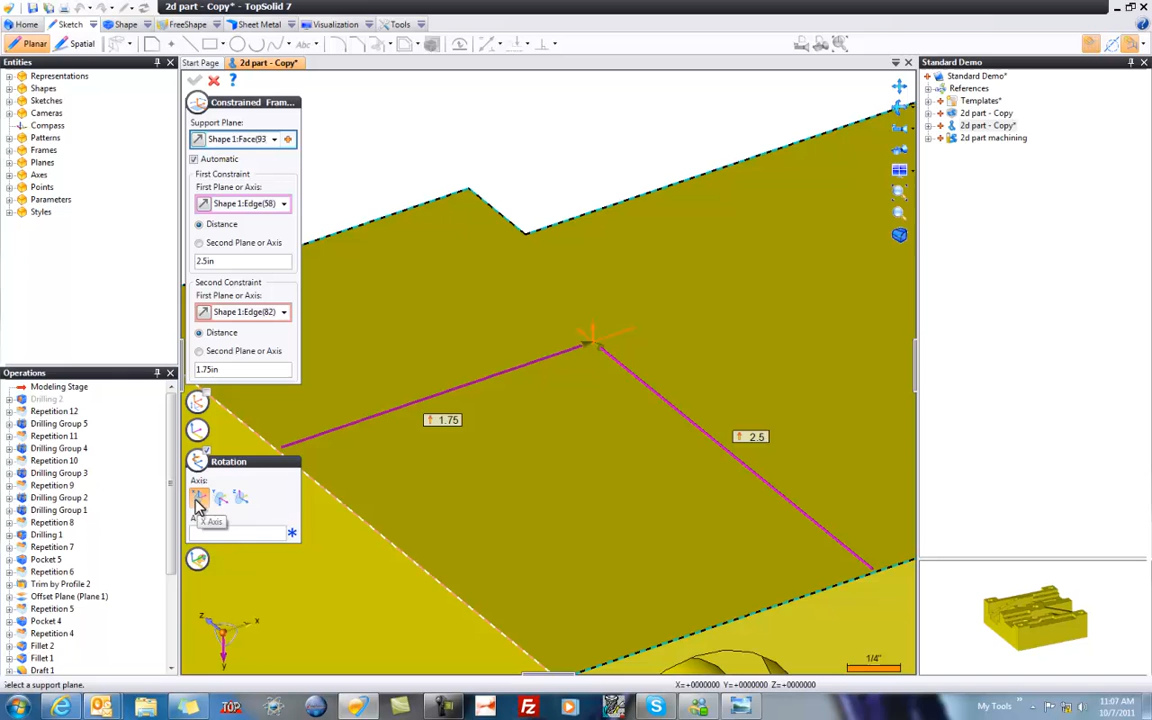 2d part - Copy* - TopSolid 7
Home Sketch Shape FreeShape Sheet Metal Visualization Tools
Planar Spatial Abc
Entities
Representations
Shapes
Sketches
Cameras
Compass
Patterns
Frames
Planes
Axes
Points
Parameters
Styles
Operations
Modeling Stage
Drilling 2
Repetition 12
Drilling Group 5
Repetition 11
Drilling Group 4
Repetition 10
Drilling Group 3
Repetition 9
Drilling Group 2
Drilling Group 1
Repetition 8
Drilling 1
Repetition 7
Pocket 5
Repetition 6
Trim by Profile 2
Offset Plane (Plane 1)
Repetition 5
Pocket 4
Repetition 4
Fillet 2
Fillet 1
Draft 1
Select a support plane.
Start Page 2d part - Copy*
Constrained Fram...
Support Plane:
Shape 1:Face(93
Automatic
First Constraint
First Plane or Axis:
Shape 1:Edge(58)
Distance
Second Plane or Axis
2.5in
Second Constraint
First Plane or Axis:
Shape 1:Edge(82)
Distance
Second Plane or Axis
1.75in
Rotation
Axis:
X Axis
1.75
2.5
z x
y
1/4"
X=+0000000 Y=+0000000 Z=+0000000
Standard Demo
Standard Demo*
References
Templates*
2d part - Copy
2d part - Copy*
2d part machining
TOP
My Tools
11:07 AM
10/7/2011